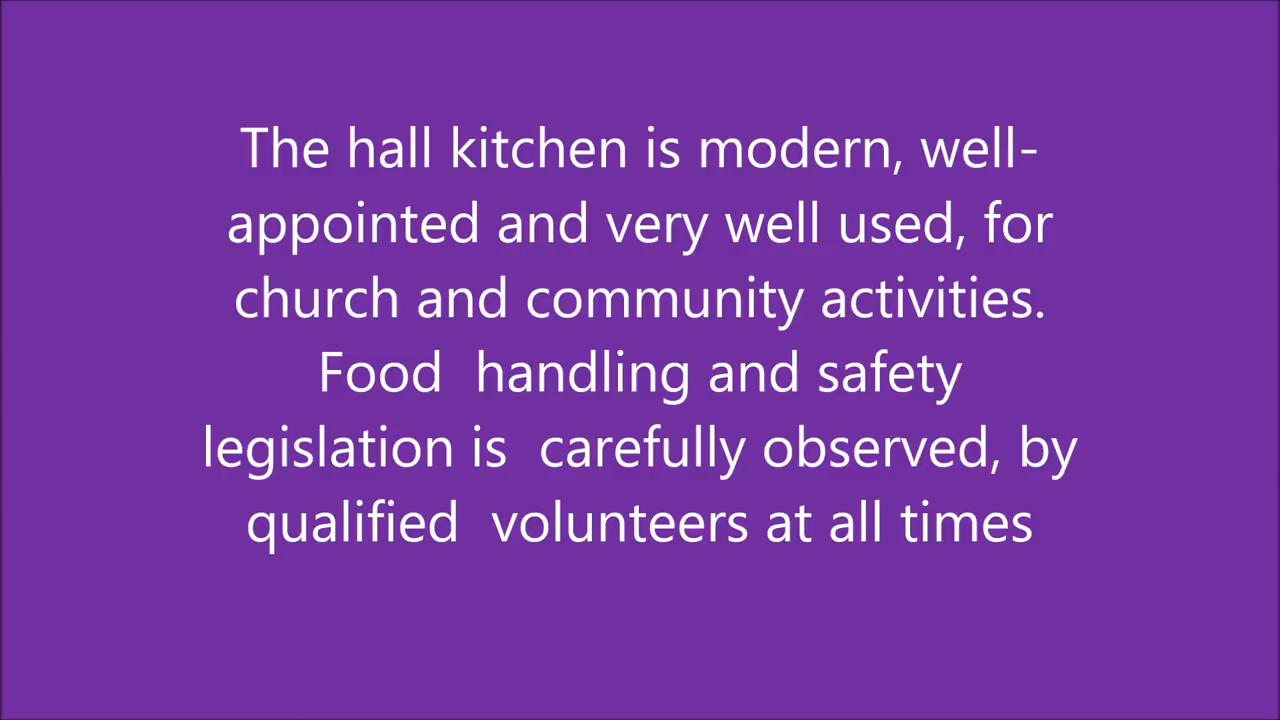 The hall kitchen is modern, well-
appointed and very well used, for
church and community activities.
Food  handling and safety
legislation is  carefully observed, by
qualified  volunteers at all times